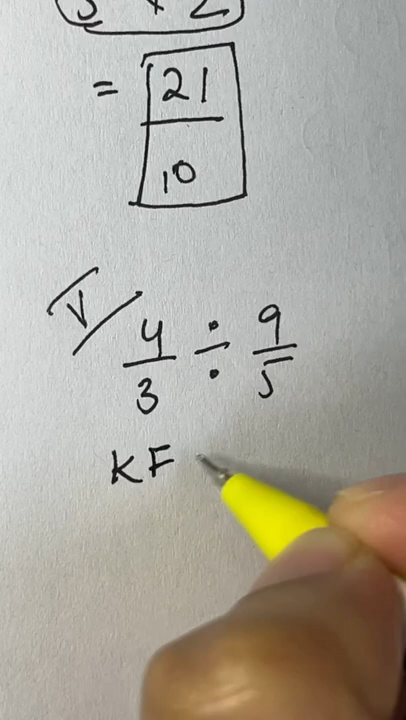 = 21/10
V/ 4/3 ÷ 9/5
KF